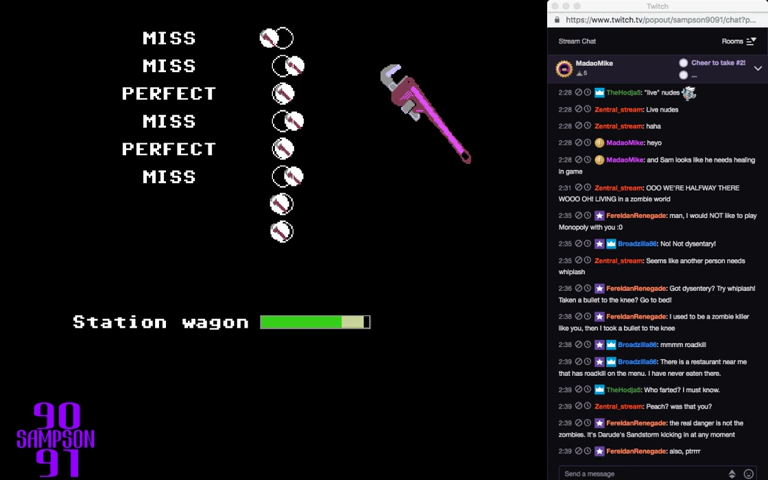 MISS
MISS
PERFECT
MISS
PERFECT
MISS
Station wagon
90
SAMPSON
91
Twitch
https://www.twitch.tv/popout/sampson9091/chat?p...
Stream Chat
Rooms
MadaoMike
5
Cheer to take #2!
...
2:28 TheHodja5: "live" nudes
2:28 Zentral_stream: Live nudes
2:28 Zentral_stream: haha
2:28 MadaoMike: heyo
2:28 MadaoMike: and Sam looks like he needs healing
in game
2:31 Zentral_stream: OOO WE'RE HALFWAY THERE
WOOO OH! LIVING in a zombie world
2:35 FereldanRenegade: man, I would NOT like to play
Monopoly with you :0
2:35 Broadzilla86: No! Not dysentary!
2:35 Zentral_stream: Seems like another person needs
whiplash
2:36 FereldanRenegade: Got dysentery? Try whiplash!
Taken a bullet to the knee? Go to bed!
2:38 FereldanRenegade: I used to be a zombie killer
like you, then I took a bullet to the knee
2:38 Broadzilla86: mmmm roadkill
2:39 Broadzilla86: There is a restaurant near me
that has roadkill on the menu. I have never eaten there.
2:39 TheHodja5: Who farted? I must know.
2:39 Zentral_stream: Peach? was that you?
2:39 FereldanRenegade: the real danger is not the
zombies. It's Darude's Sandstorm kicking in at any moment
2:39 FereldanRenegade: also, ptrrrr
Send a message